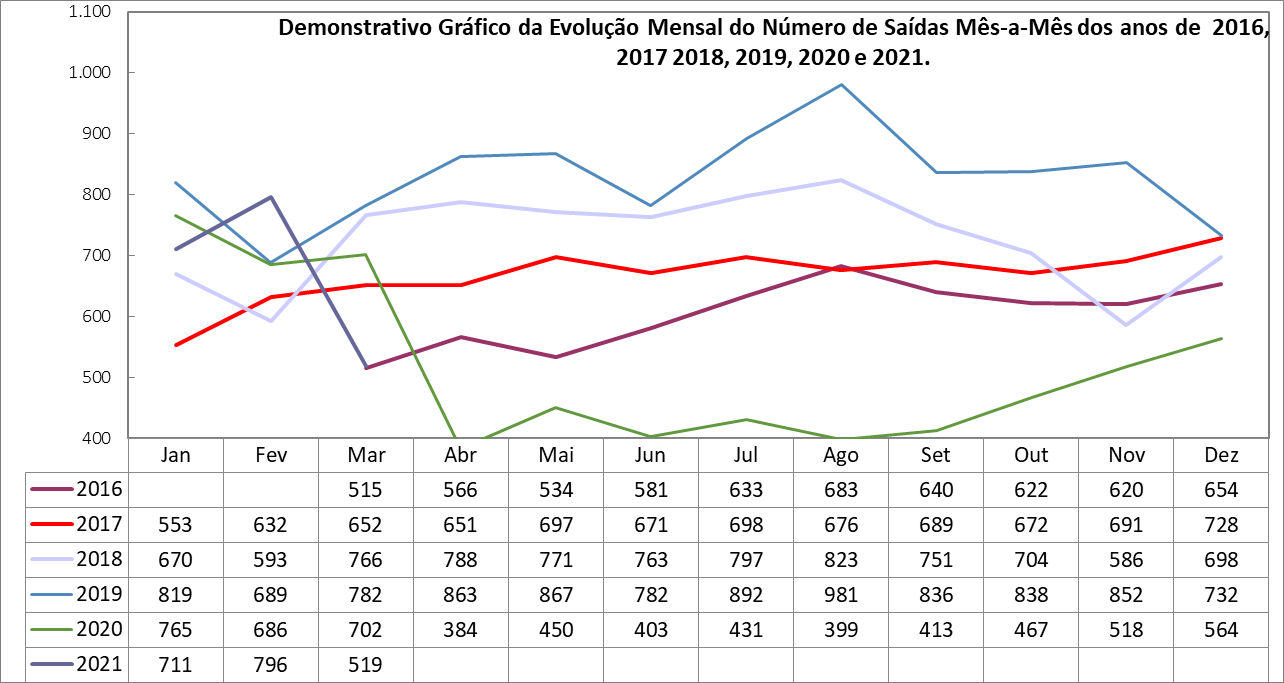 Demonstrativo Gráfico da Evolução Mensal do Número de Saídas Mês-a-Mês dos anos de 2016,
2017 2018, 2019, 2020 e 2021.
1.100
1.000
900
800
700
600
500
400
Jan Fev Mar Abr Mai Jun Jul Ago Set Out Nov Dez
2016 515 566 534 581 633 683 640 622 620 654
2017 553 632 652 651 697 671 698 676 689 672 691 728
2018 670 593 766 788 771 763 797 823 751 704 586 698
2019 819 689 782 863 867 782 892 981 836 838 852 732
2020 765 686 702 384 450 403 431 399 413 467 518 564
2021 711 796 519